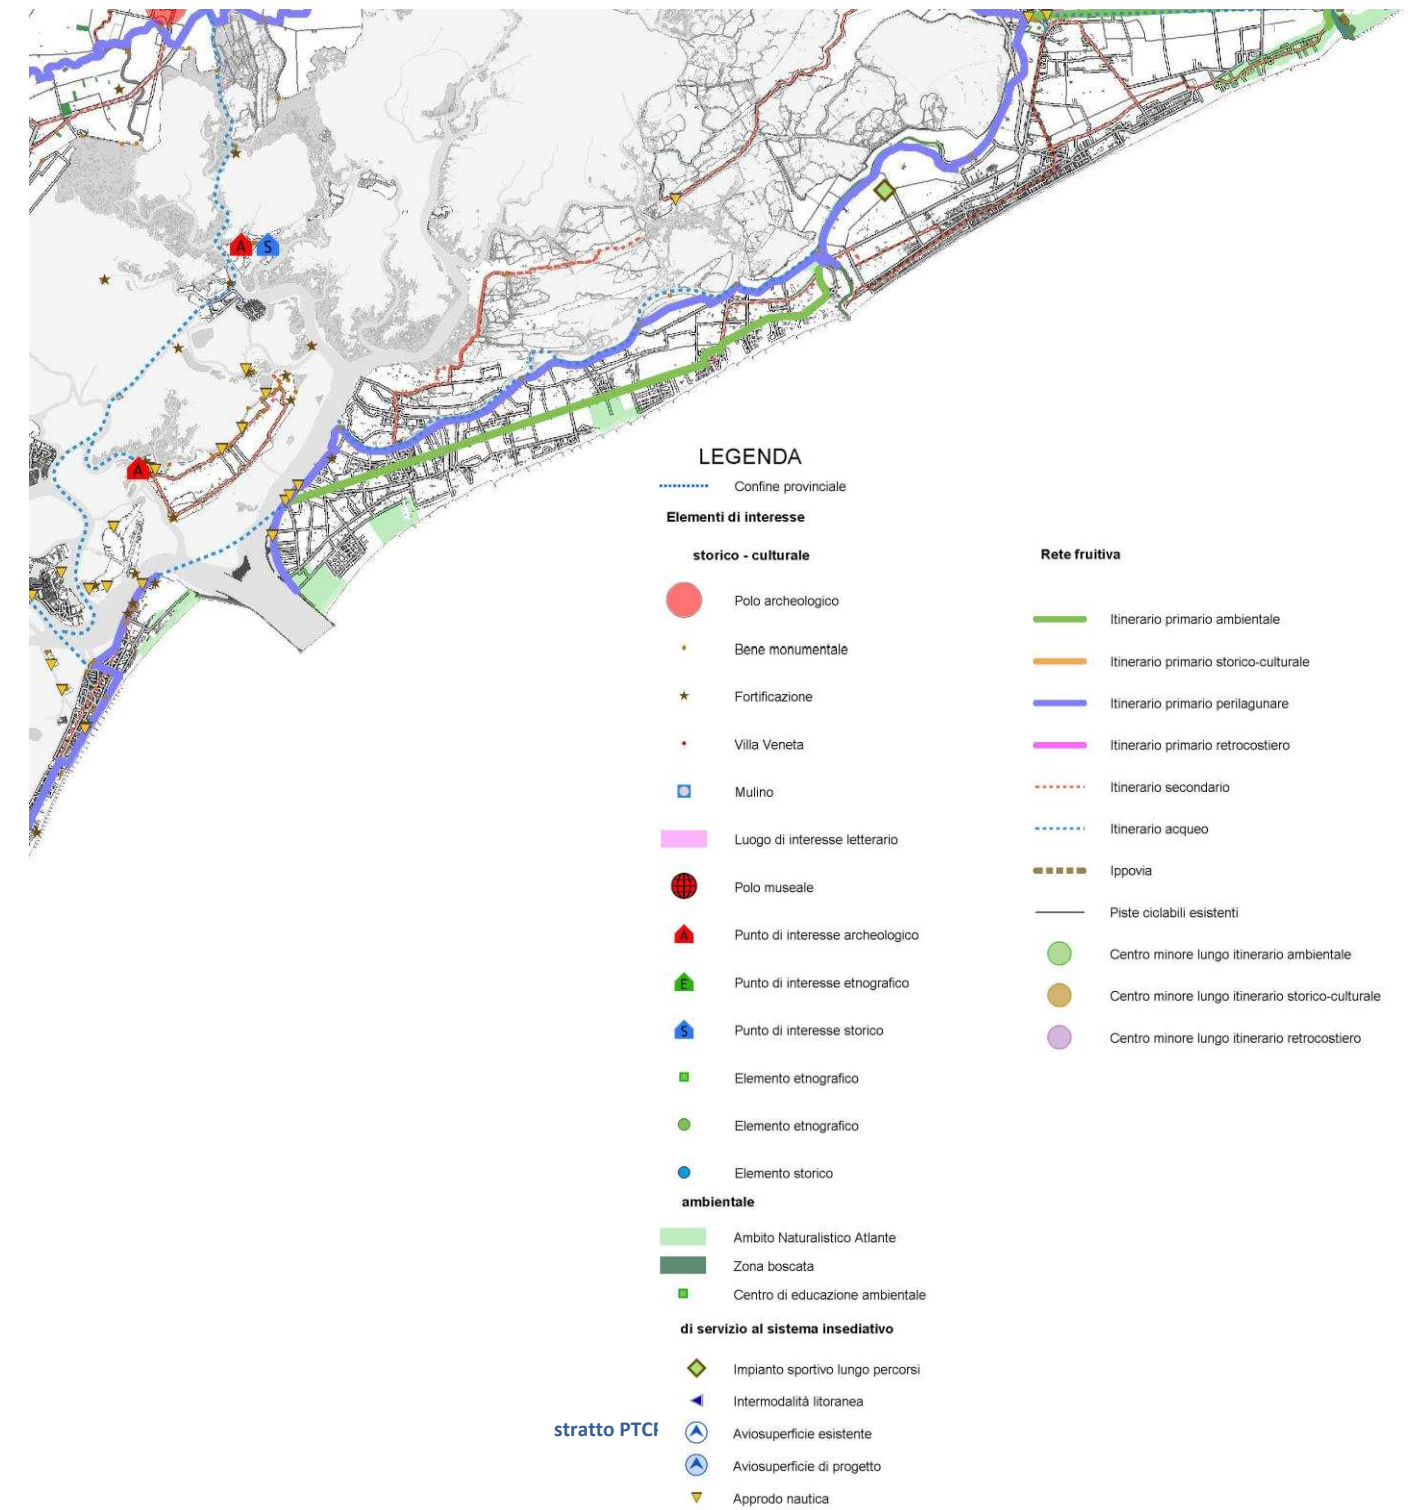 A S
A
LEGENDA
Confine provinciale
Elementi di interesse
storico - culturale
Polo archeologico
Bene monumentale
Fortificazione
Villa Veneta
Mulino
Luogo di interesse letterario
Polo museale
A Punto di interesse archeologico
E Punto di interesse etnografico
S Punto di interesse storico
Elemento etnografico
Elemento etnografico
Elemento storico
ambientale
Ambito Naturalistico Atlante
Zona boscata
Centro di educazione ambientale
di servizio al sistema insediativo
Impianto sportivo lungo percorsi
Intermodalità litoranea
stratto PTCP
Aviosuperficie esistente
Aviosuperficie di progetto
Approdo nautica
Rete fruitiva
Itinerario primario ambientale
Itinerario primario storico-culturale
Itinerario primario perilagunare
Itinerario primario retrocostiero
Itinerario secondario
Itinerario acqueo
Ippovia
Piste ciclabili esistenti
Centro minore lungo itinerario ambientale
Centro minore lungo itinerario storico-culturale
Centro minore lungo itinerario retrocostiero